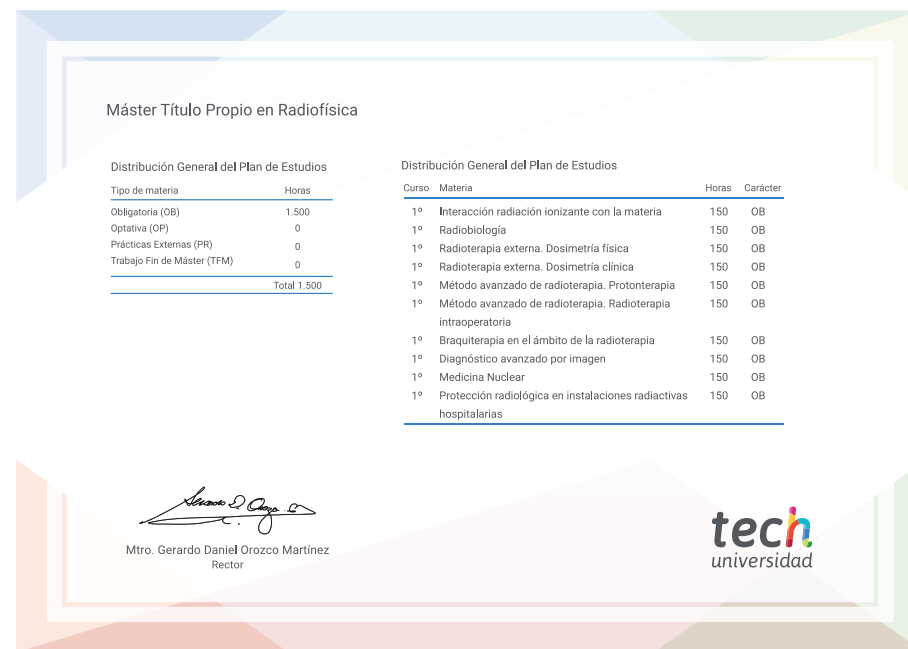 Máster Título Propio en Radiofísica
Distribución General del Plan de Estudios
Tipo de materia Horas
Obligatoria (OB) 1.500
Optativa (OP) 0
Prácticas Externas (PR) 0
Trabajo Fin de Máster (TFM) 0
Total 1.500
Distribución General del Plan de Estudios
Curso Materia Horas Carácter
1º Interacción radiación ionizante con la materia 150 OB
1º Radiobiología 150 OB
1º Radioterapia externa. Dosimetría física 150 OB
1º Radioterapia externa. Dosimetría clínica 150 OB
1º Método avanzado de radioterapia. Protonterapia 150 OB
1º Método avanzado de radioterapia. Radioterapia 150 OB
intraoperatoria
1º Braquiterapia en el ámbito de la radioterapia 150 OB
1º Diagnóstico avanzado por imagen 150 OB
1º Medicina Nuclear 150 OB
1º Protección radiológica en instalaciones radiactivas 150 OB
hospitalarias
Mtro. Gerardo Daniel Orozco Martínez
Rector
tech
universidad